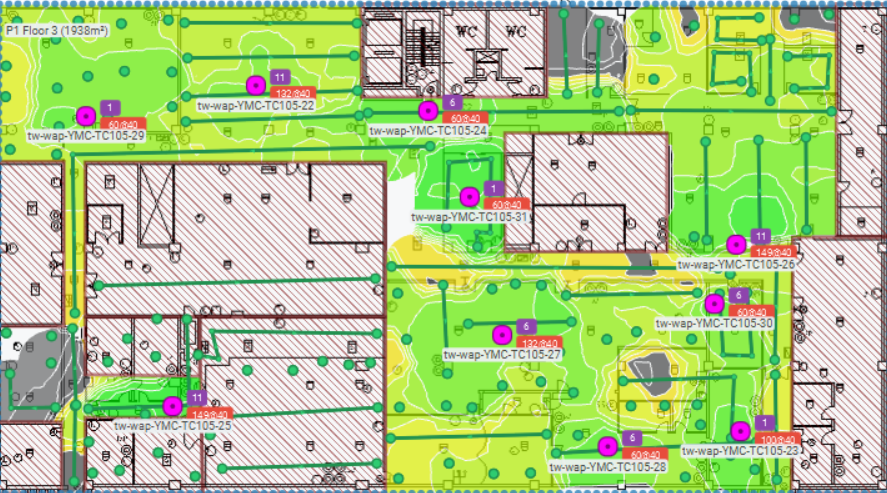 P1 Floor 3 (1938m²)
WC
WC
11
132@40
tw-wap-YMC-TC105-22
1
60@40
tw-wap-YMC-TC105-29
6
60@40
tw-wap-YMC-TC105-24
1
60@40
tw-wap-YMC-TC105-31
11
149@40
tw-wap-YMC-TC105-26
6
60@40
tw-wap-YMC-TC105-30
6
132@40
tw-wap-YMC-TC105-27
11
149@40
tw-wap-YMC-TC105-25
1
100@40
tw-wap-YMC-TC105-23
6
60@40
tw-wap-YMC-TC105-28